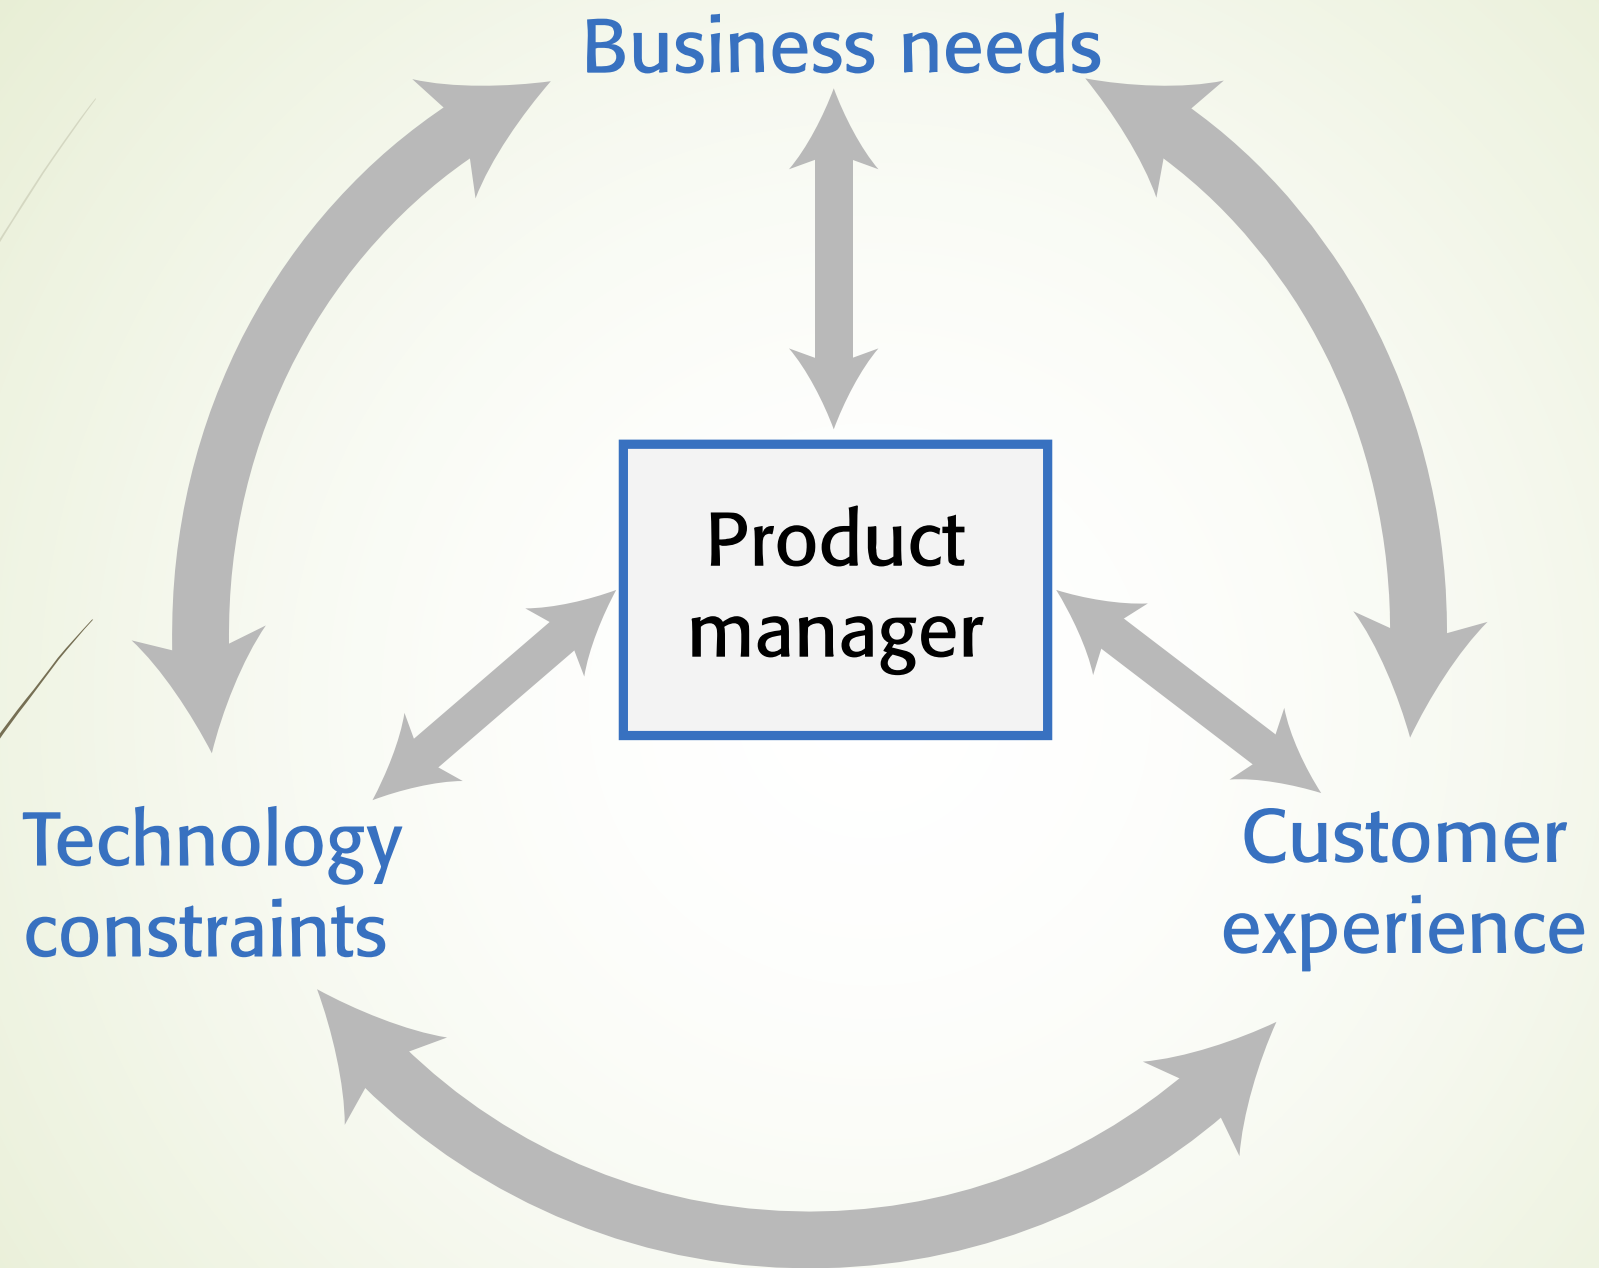 Business needs
Product
manager
Technology
constraints
Customer
experience